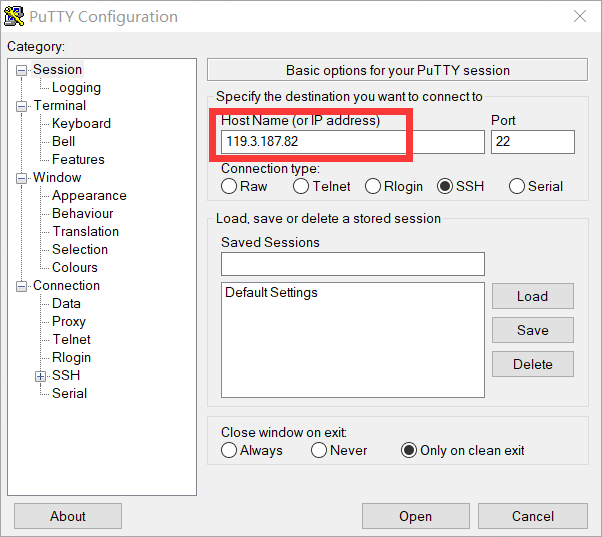 PuTTY Configuration
Category:
Session
Logging
Terminal
Keyboard
Bell
Features
Window
Appearance
Behaviour
Translation
Selection
Colours
Connection
Data
Proxy
Telnet
Rlogin
SSH
Serial
Basic options for your PuTTY session
Specify the destination you want to connect to
Host Name (or IP address) Port
119.3.187.82 22
Connection type:
Raw Telnet Rlogin SSH Serial
Load, save or delete a stored session
Saved Sessions
Default Settings
Load
Save
Delete
Close window on exit:
Always Never Only on clean exit
About Open Cancel